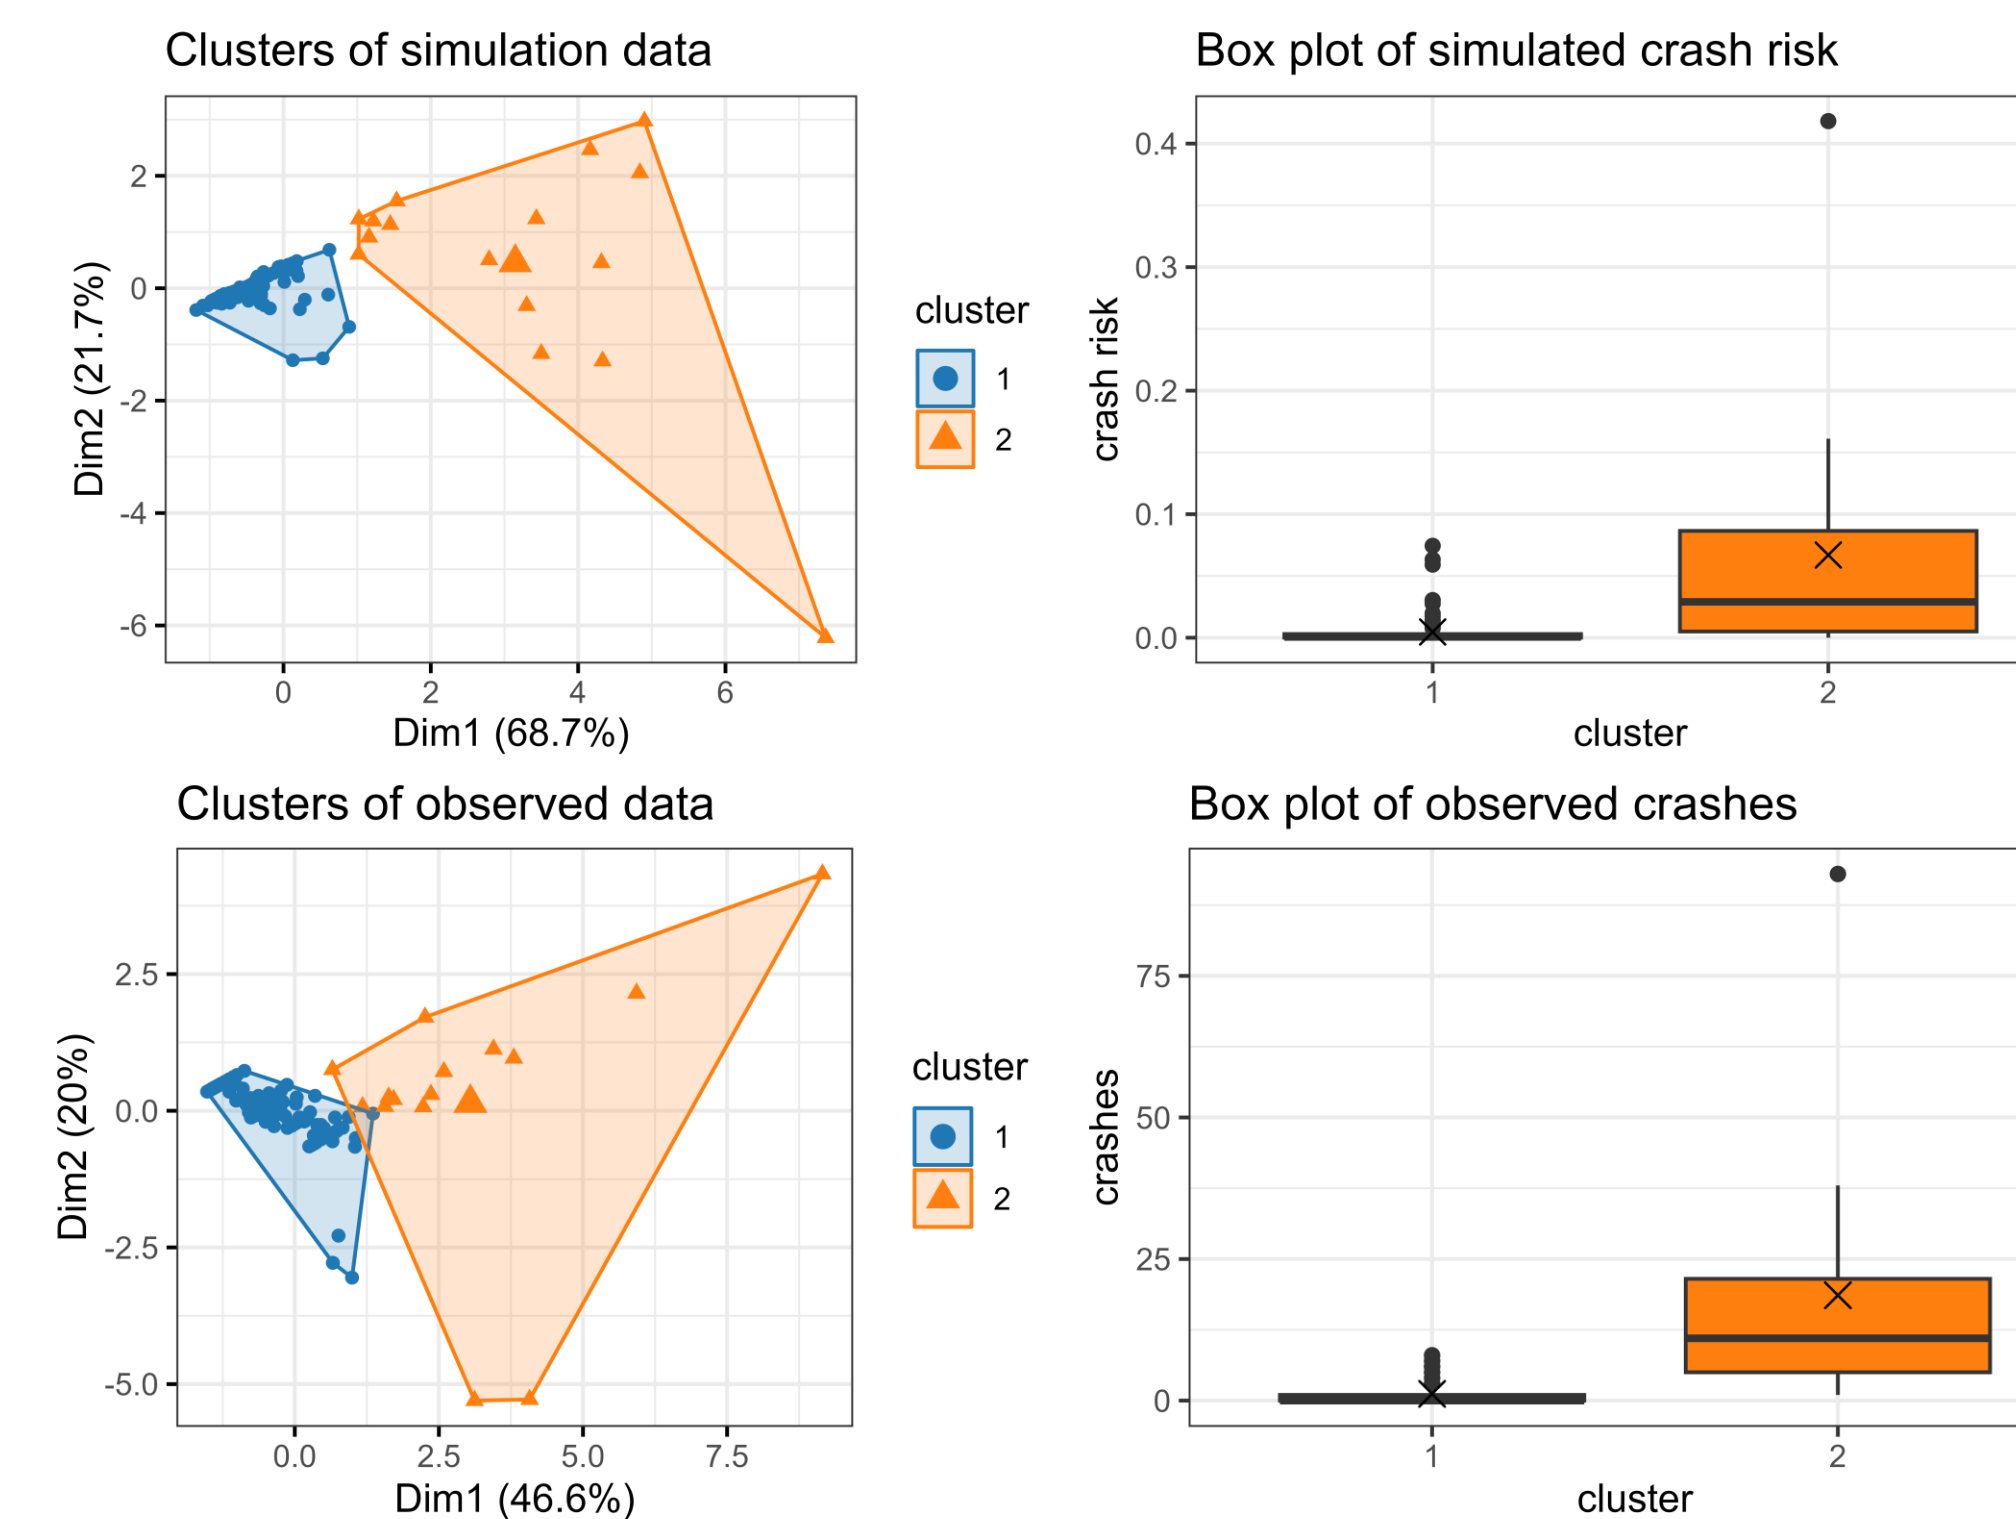 Clusters of simulation data
2
0
-2
-4
-6
Dim2 (21.7%)
0 2 4 6
Dim1 (68.7%)
cluster
1
2
Box plot of simulated crash risk
0.4
0.3
0.2
0.1
0.0
crash risk
1 2
cluster
Clusters of observed data
2.5
0.0
-2.5
-5.0
Dim2 (20%)
0.0 2.5 5.0 7.5
Dim1 (46.6%)
cluster
1
2
Box plot of observed crashes
75
50
25
0
crashes
1 2
cluster